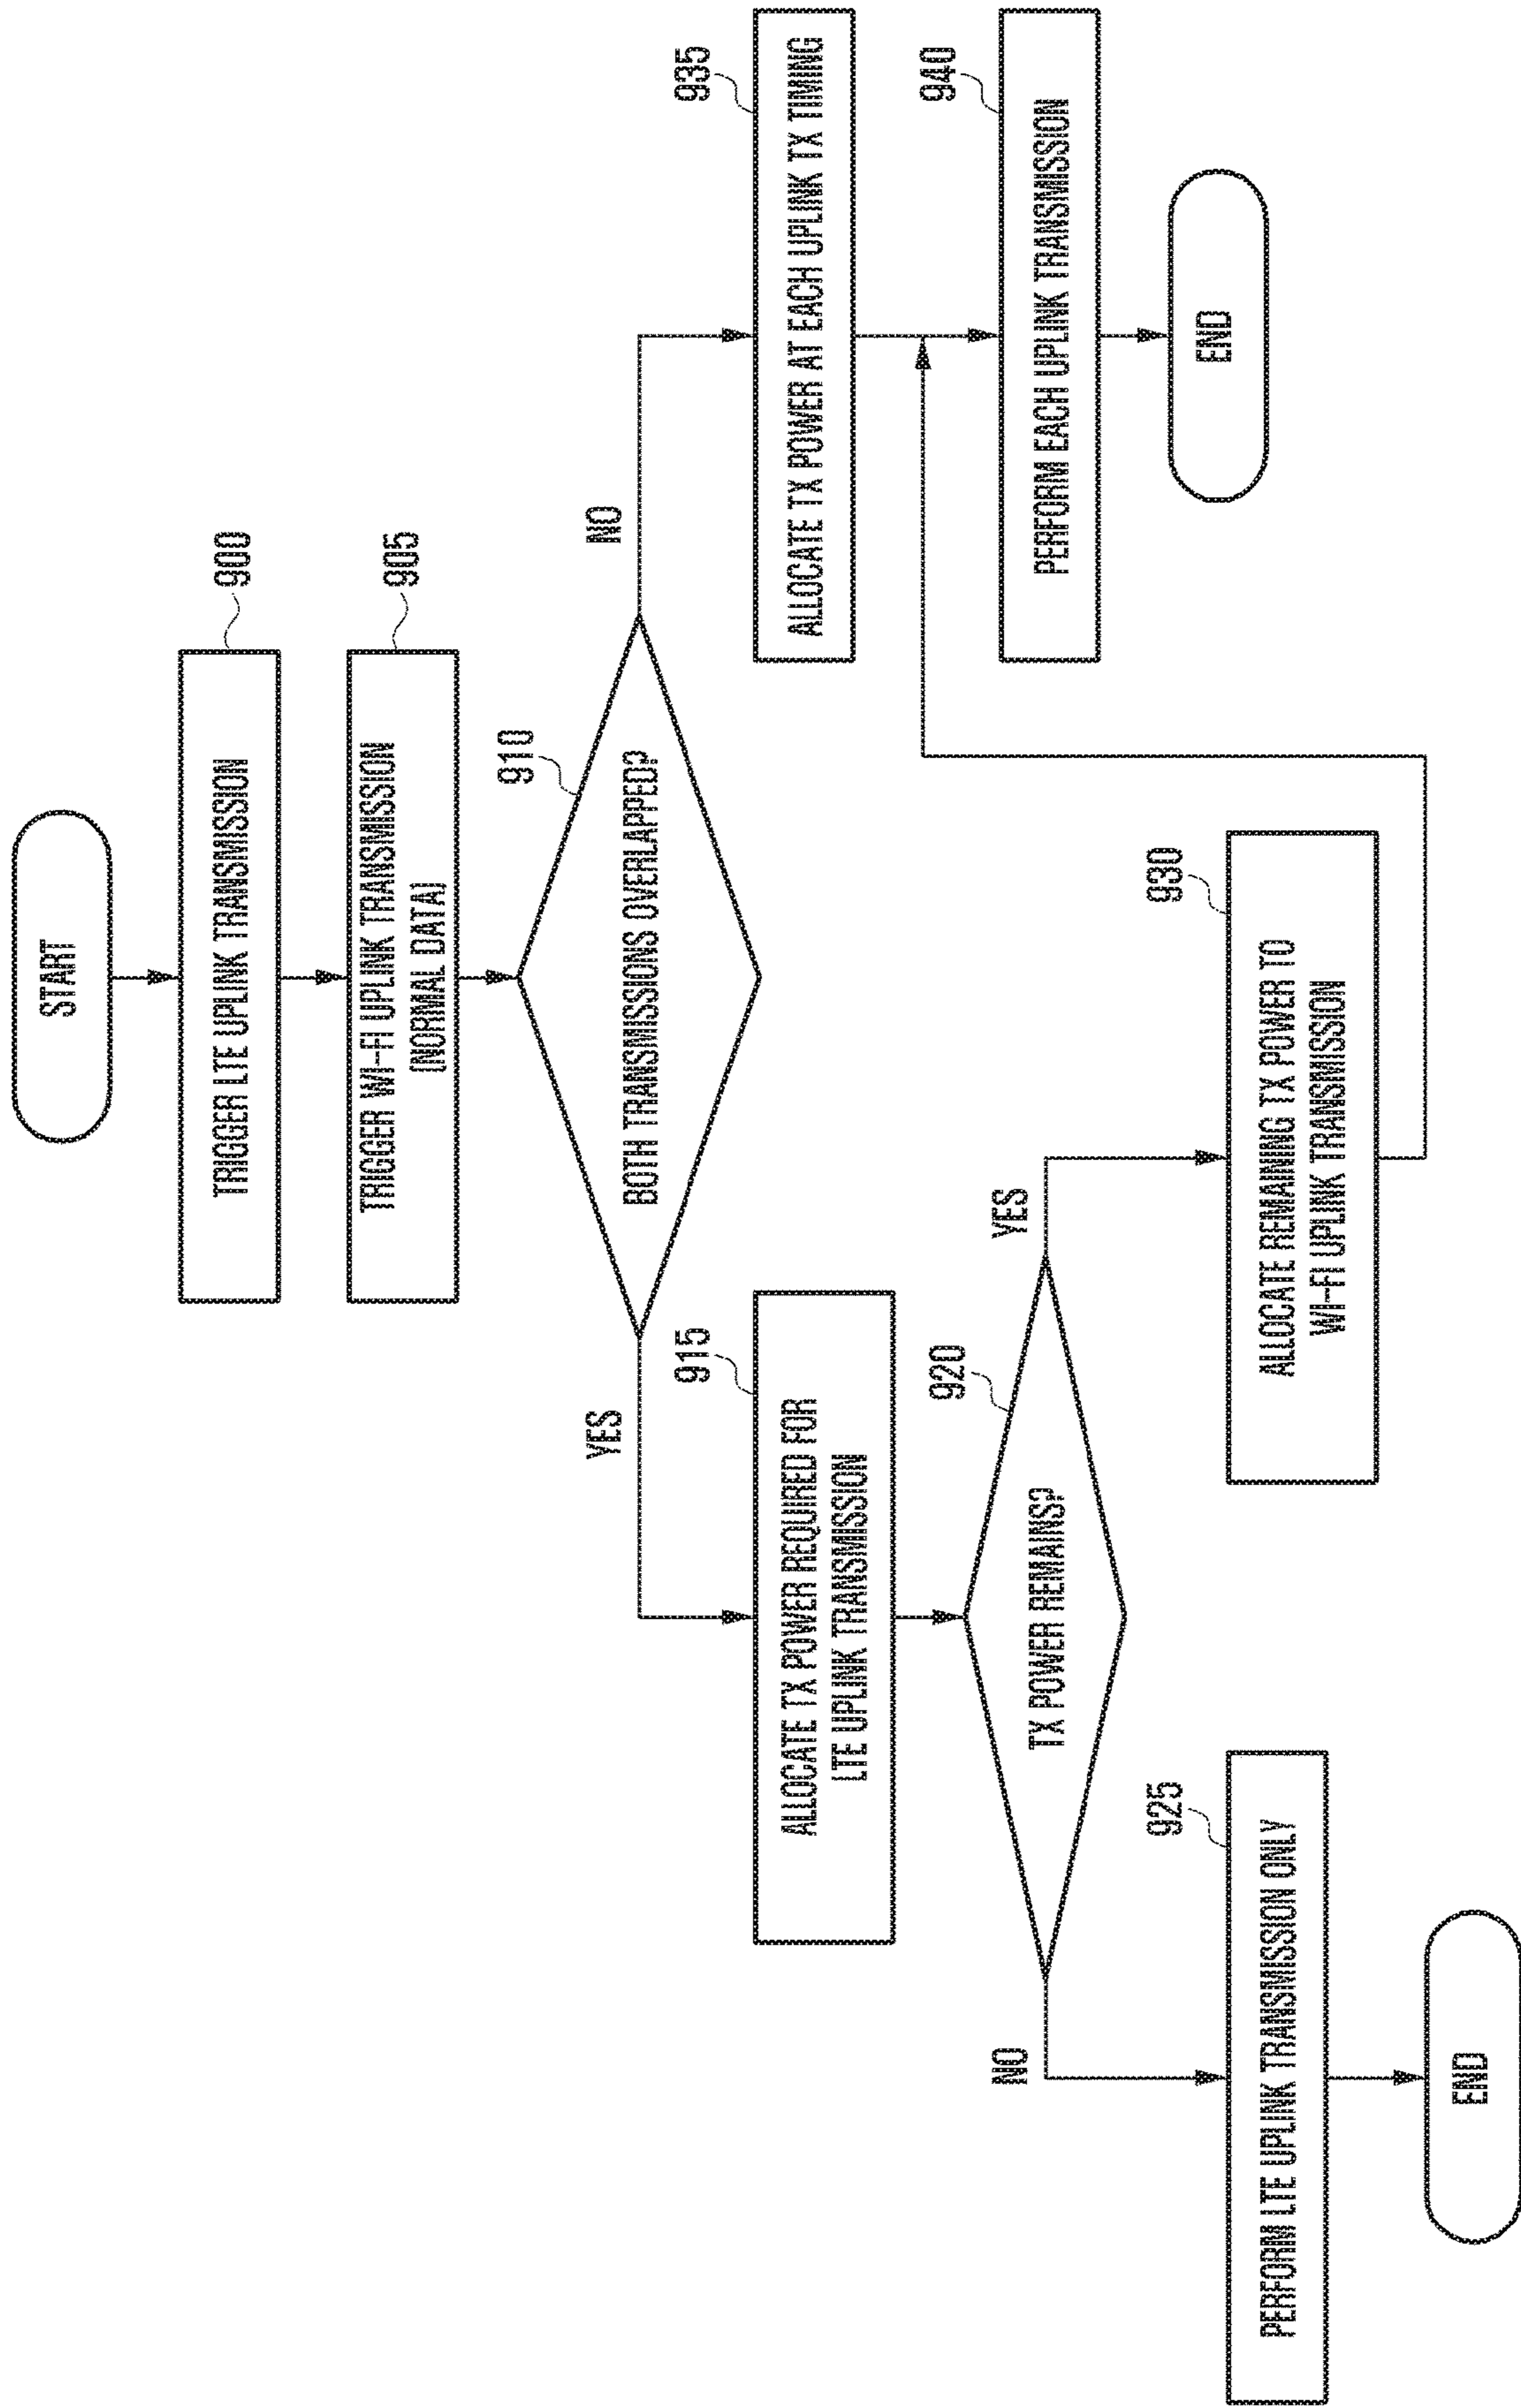 START
900
TRIGGER LTE UPLINK TRANSMISSION
905
TRIGGER WI-FI UPLINK TRANSMISSION
(NORMAL DATA)
910
BOTH TRANSMISSIONS OVERLAPPED?
YES
NO
915
ALLOCATE TX POWER REQUIRED FOR
LTE UPLINK TRANSMISSION
935
ALLOCATE TX POWER AT EACH UPLINK TX TIMING
920
TX POWER REMAINS?
NO
YES
940
PERFORM EACH UPLINK TRANSMISSION
925
PERFORM LTE UPLINK TRANSMISSION ONLY
930
ALLOCATE REMAINING TX POWER TO
WI-FI UPLINK TRANSMISSION
END
END